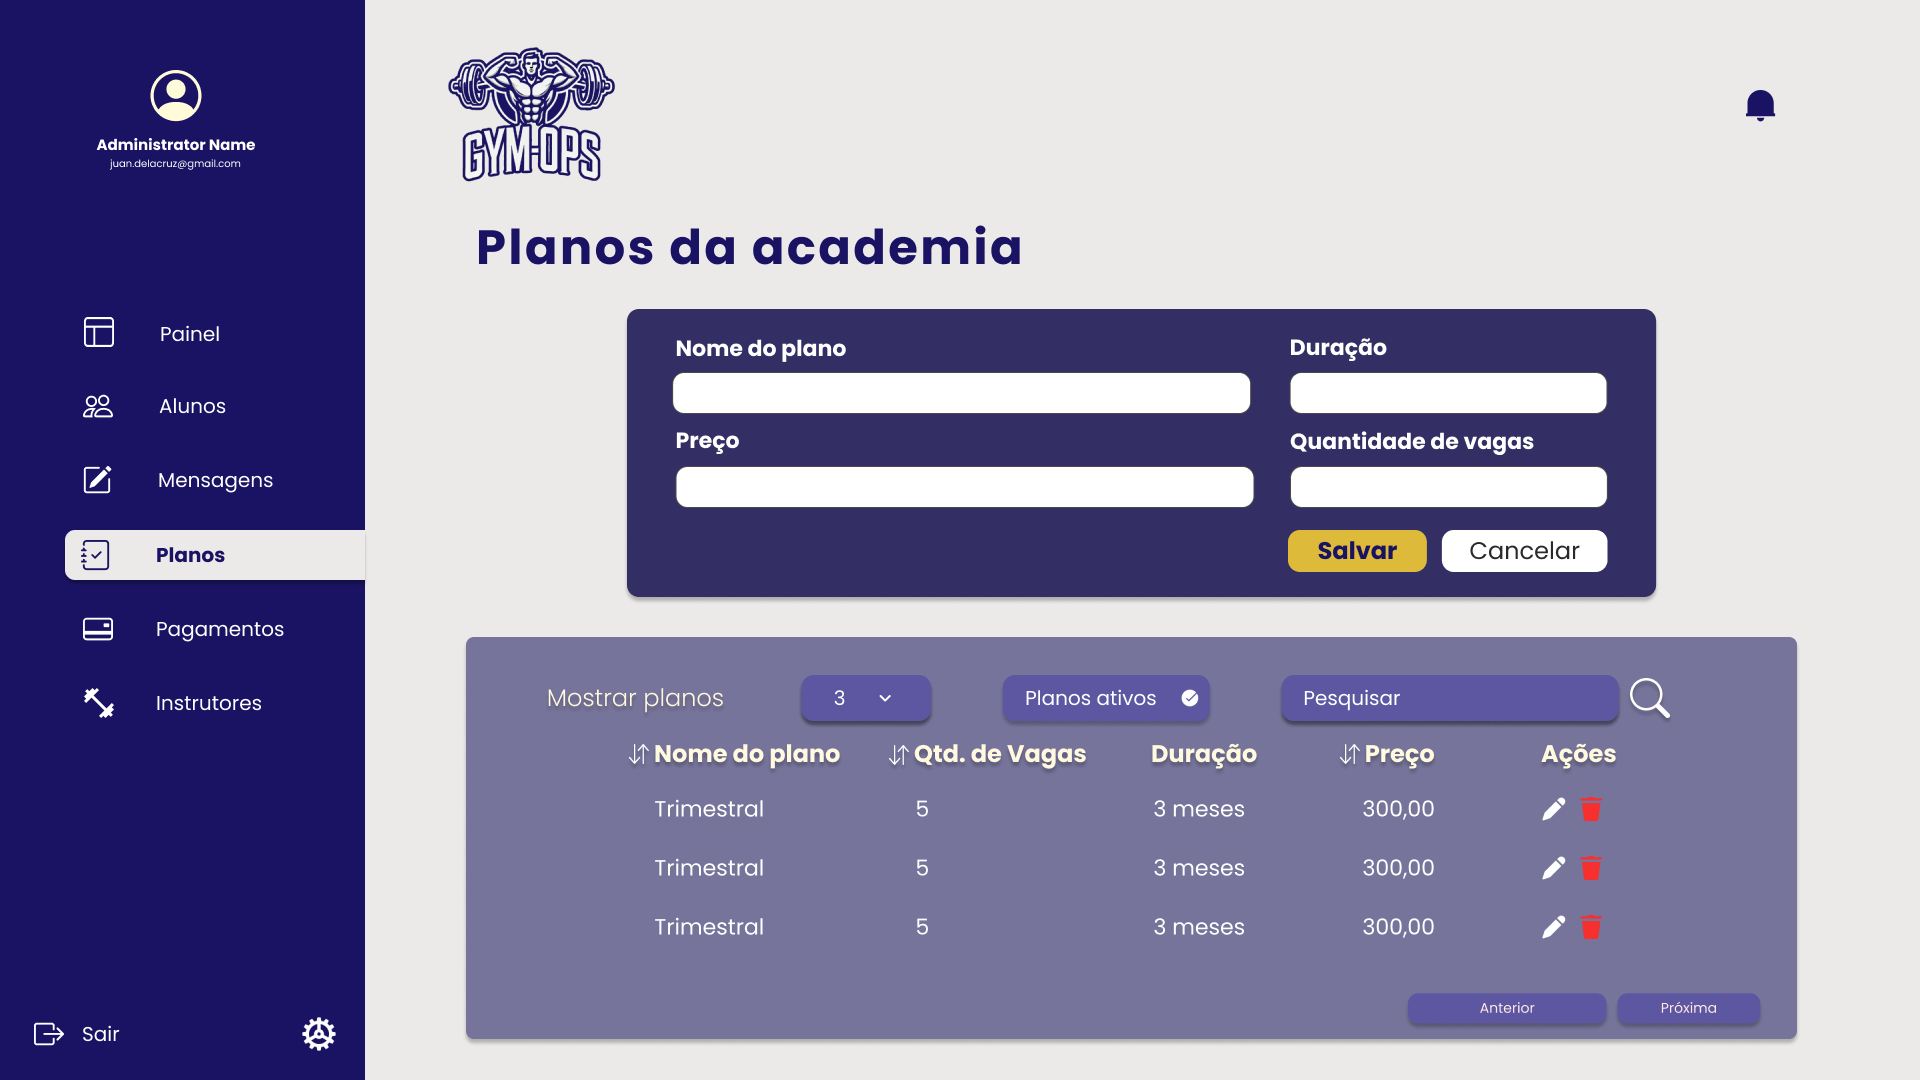 Administrator Name
juan.delacruz@gmail.com
Painel
Alunos
Mensagens
Planos
Pagamentos
Instrutores
Sair
GYM-OPS
Planos da academia
Nome do plano
Duração
Preço
Quantidade de vagas
Salvar
Cancelar
Mostrar planos
3
Planos ativos
Pesquisar
Nome do plano Qtd. de Vagas Duração Preço Ações
Trimestral 5 3 meses 300,00
Trimestral 5 3 meses 300,00
Trimestral 5 3 meses 300,00
Anterior
Próxima